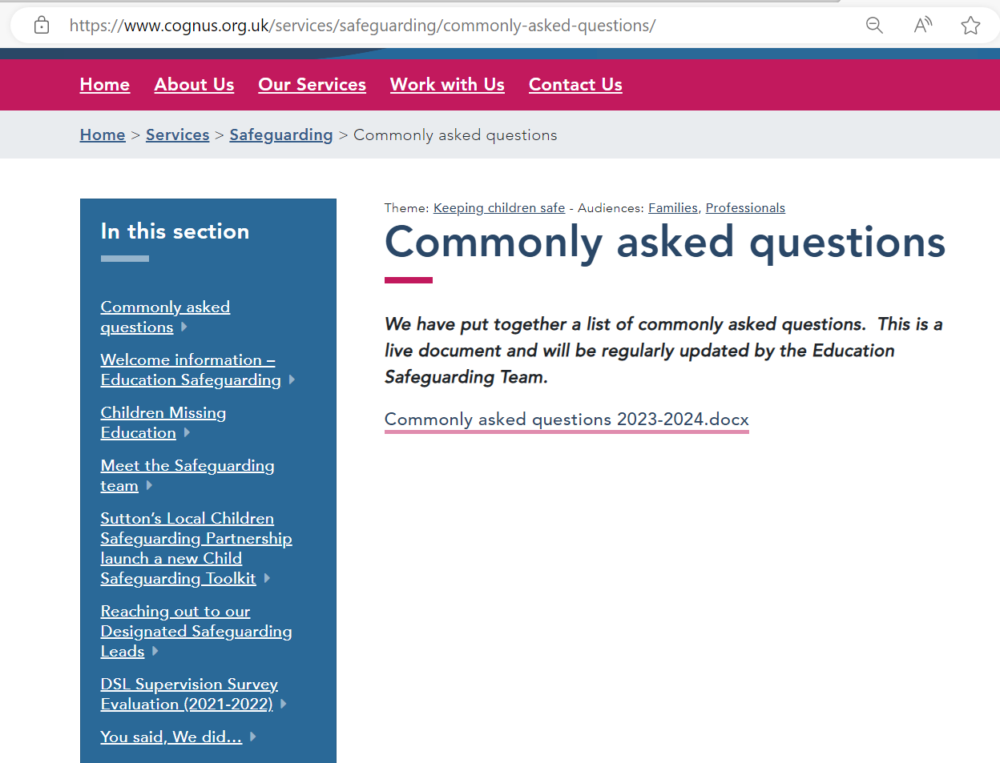 https://www.cognus.org.uk/services/safeguarding/commonly-asked-questions/
Home About Us Our Services Work with Us Contact Us
Home > Services > Safeguarding > Commonly asked questions
In this section
Commonly asked
questions
Welcome information –
Education Safeguarding
Children Missing
Education
Meet the Safeguarding
team
Sutton’s Local Children
Safeguarding Partnership
launch a new Child
Safeguarding Toolkit
Reaching out to our
Designated Safeguarding
Leads
DSL Supervision Survey
Evaluation (2021-2022)
You said, We did…
Theme: Keeping children safe - Audiences: Families, Professionals
Commonly asked questions
We have put together a list of commonly asked questions.  This is a
live document and will be regularly updated by the Education
Safeguarding Team.
Commonly asked questions 2023-2024.docx